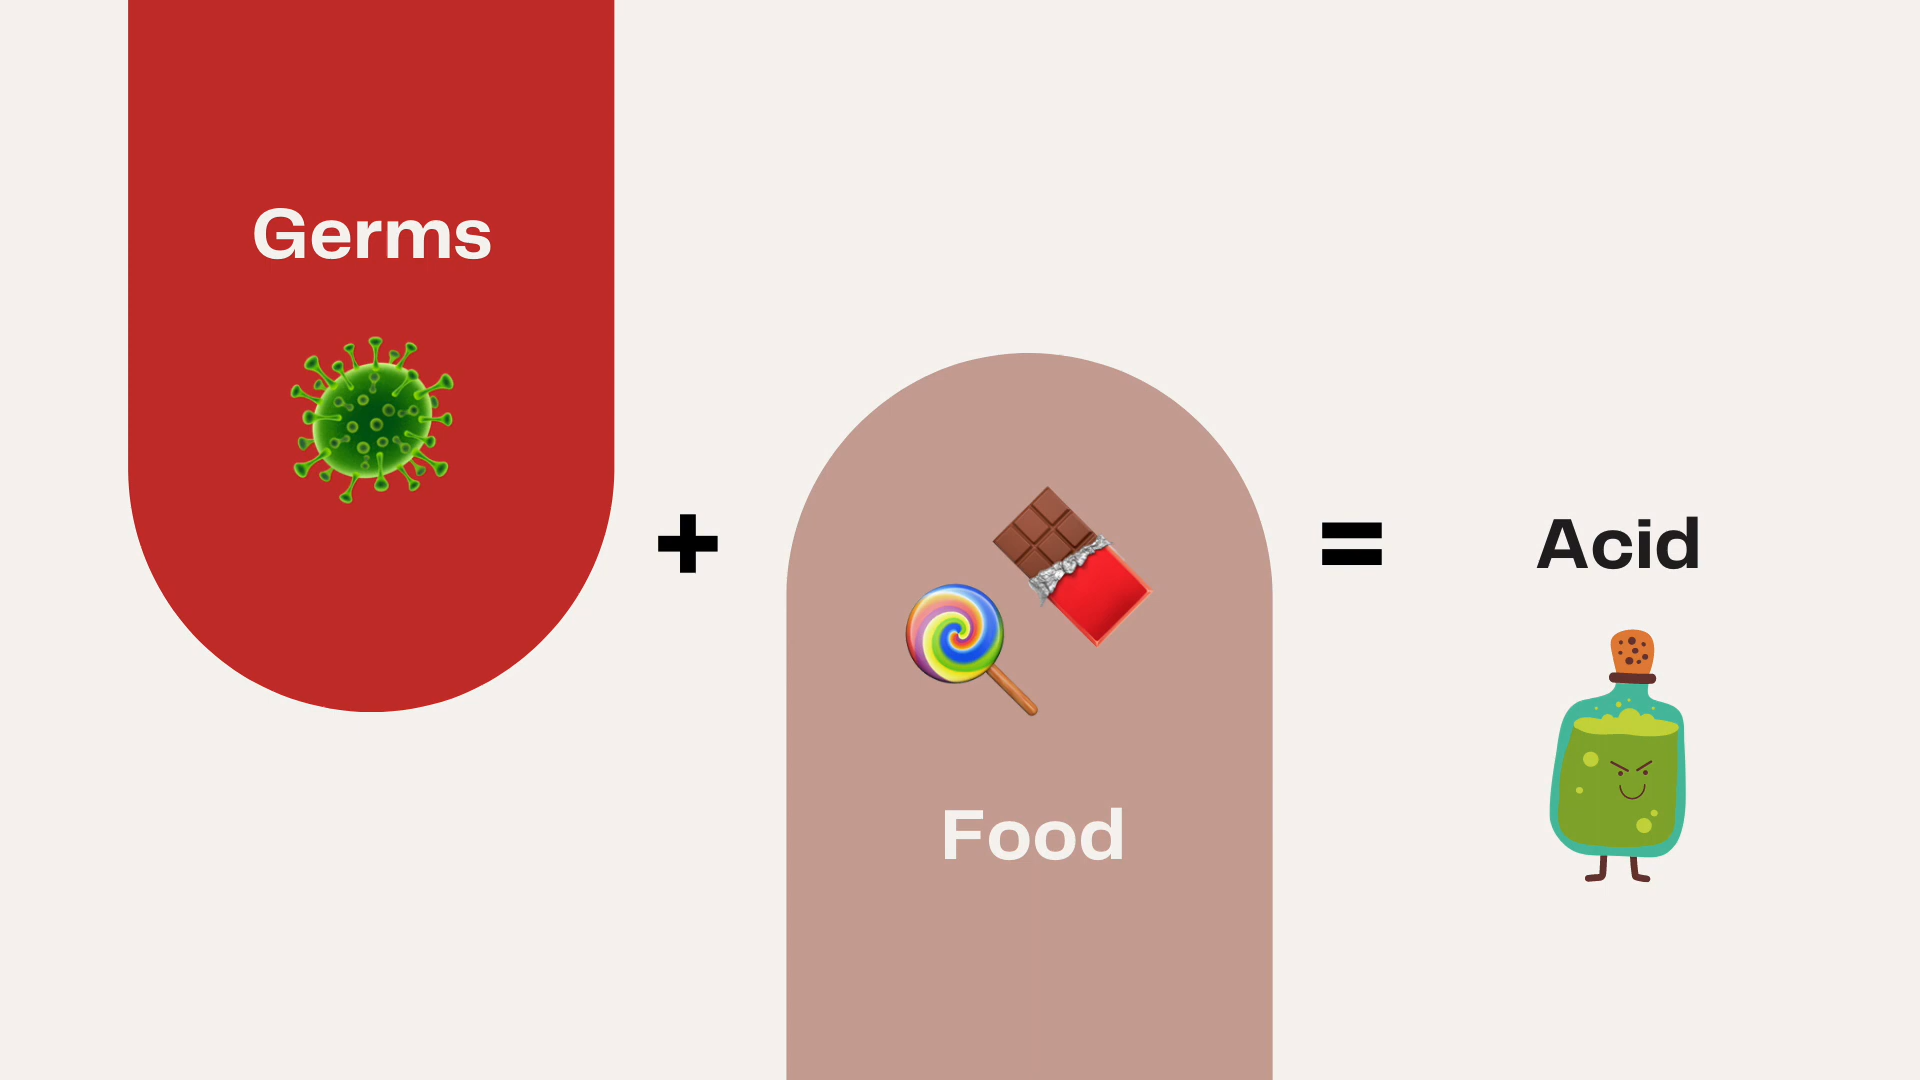 Germs
+
Food
=
Acid